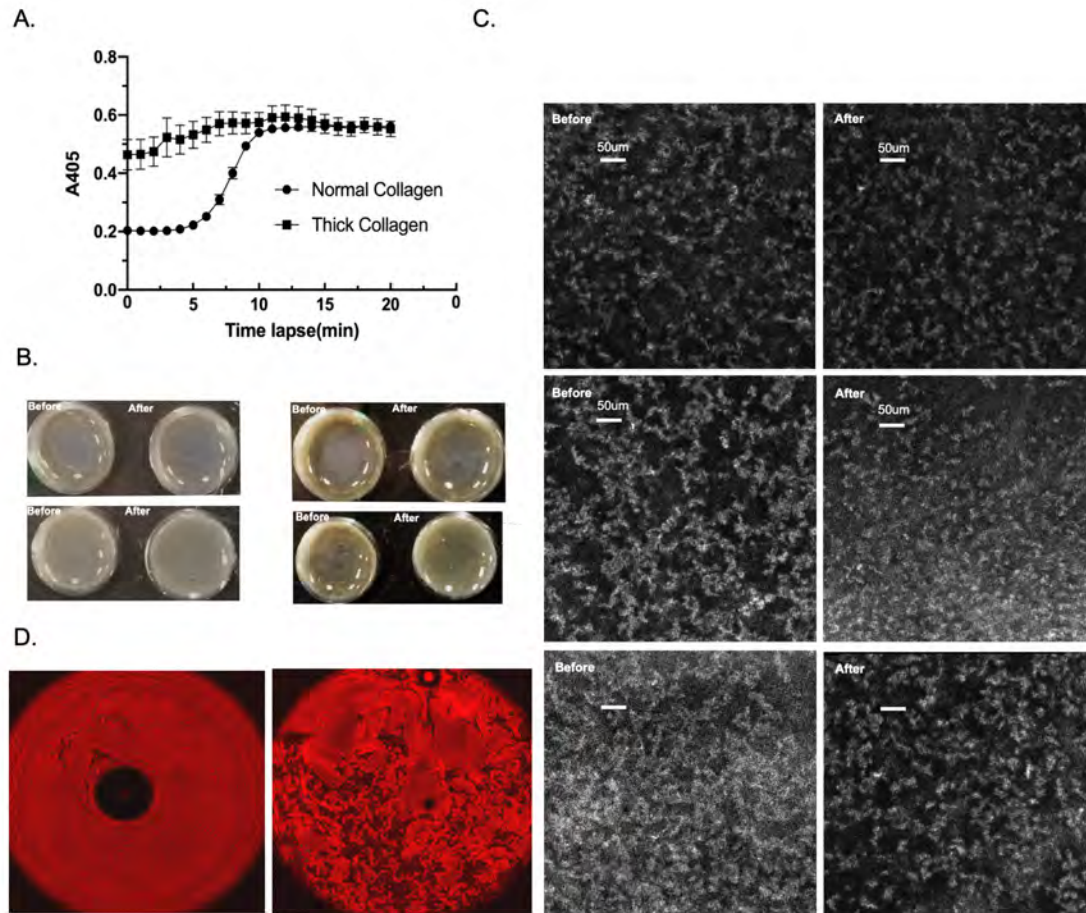 A.
0.8
0.6
0.4
0.2
0.0
A405
Normal Collagen
Thick Collagen
0 5 10 15 20 0
Time lapse(min)
B.
Before After
Before After
Before After
Before After
C.
Before
50um
After
50um
Before
50um
After
50um
Before
After
D.